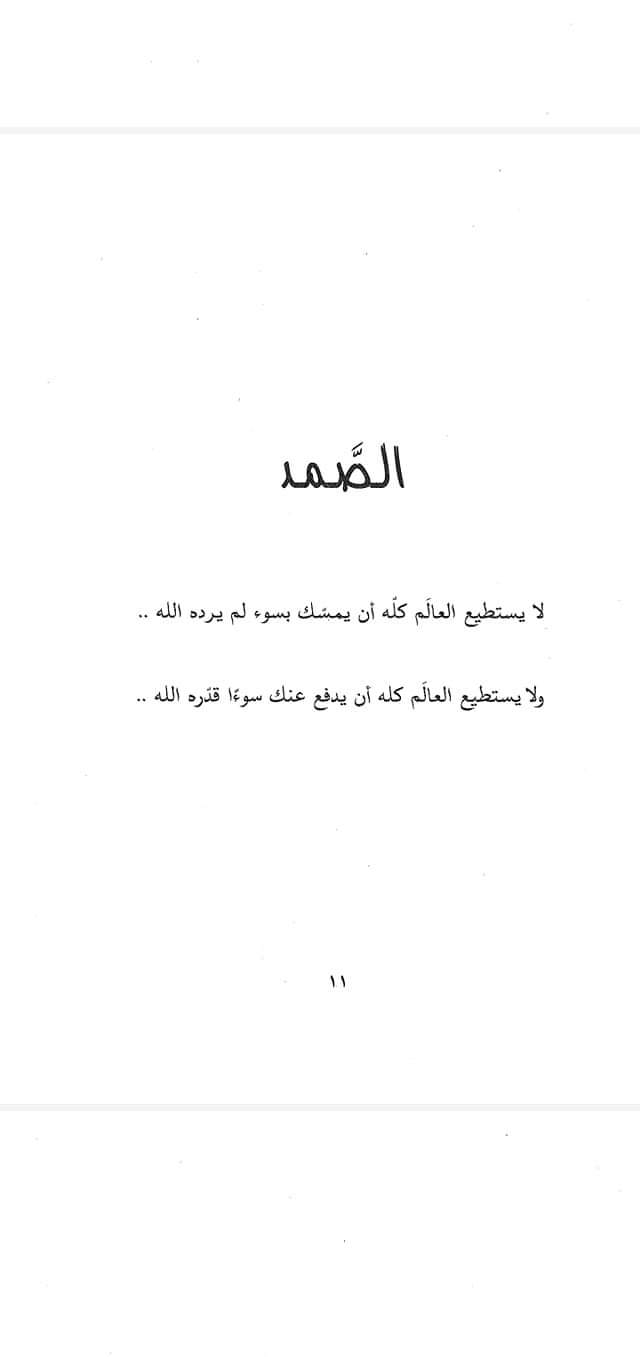 الصَّمد
لا يستطيع العالَم كلّه أن يمسّك بسوء لم يرده الله ..
ولا يستطيع العالَم كله أن يدفع عنك سوءًا قدّره الله ..
١١